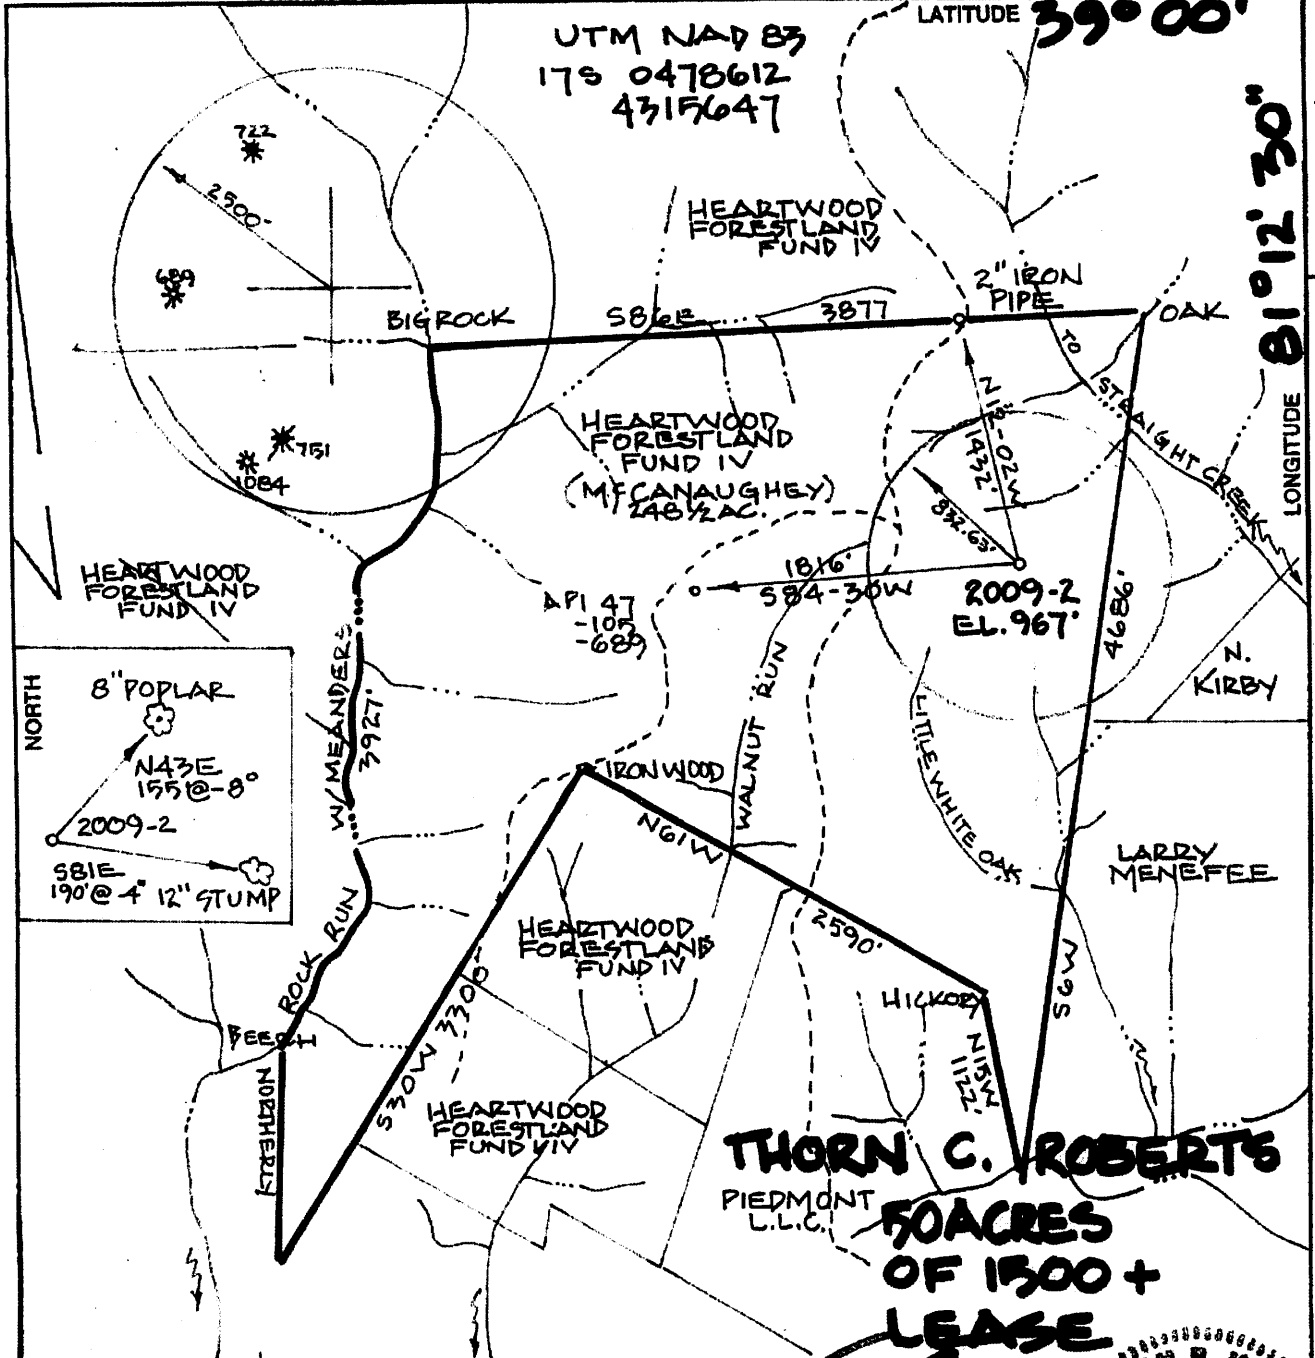 LATITUDE 39° 00'
UTM NAD 83
17S 0478612
4315647
LONGITUDE 81° 12' 30"
722
2500'
689
751
1084
HEARTWOOD
FORESTLAND
FUND IV
2" IRON
PIPE
OAK
BIGROCK
3877
TO STRAIGHT CREEK
HEARTWOOD
FORESTLAND
FUND IV
(McCANAUGHEY)
248 1/2 AC.
1432'
832.63'
1816'
S84-30W
2009-2
EL. 967'
API 47
-105
-689
4686'
HEARTWOOD
FORESTLAND
FUND IV
N.
KIRBY
NORTH
8" POPLAR
N43E
155'@-8°
2009-2
S81E
190'@-4° 12" STUMP
W/MEANDERS
3927'
ROCK RUN
WALNUT RUN
LITTLE WHITE OAK
IRONWOOD
N61W
2590'
LARRY
MENEFEE
HEARTWOOD
FORESTLAND
FUND IV
S6W
HICKORY
N15W
1122'
BEECH
NORTHERLY
S30W 3300'
HEARTWOOD
FORESTLAND
FUND IV
THORN C. ROBERTS
PIEDMONT
L.L.C.
50 ACRES
OF 1500 +
LEASE